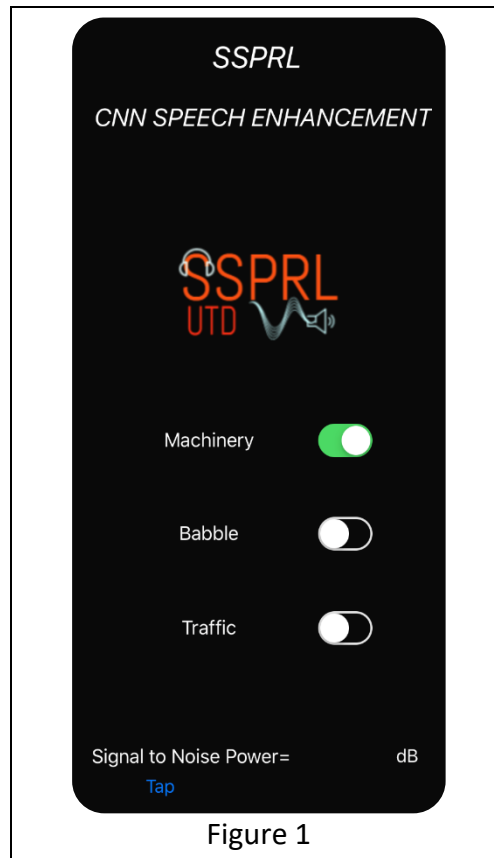 SSPRL
CNN SPEECH ENHANCEMENT
SSPRL
UTD
Machinery
Babble
Traffic
Signal to Noise Power= dB
Tap
Figure 1